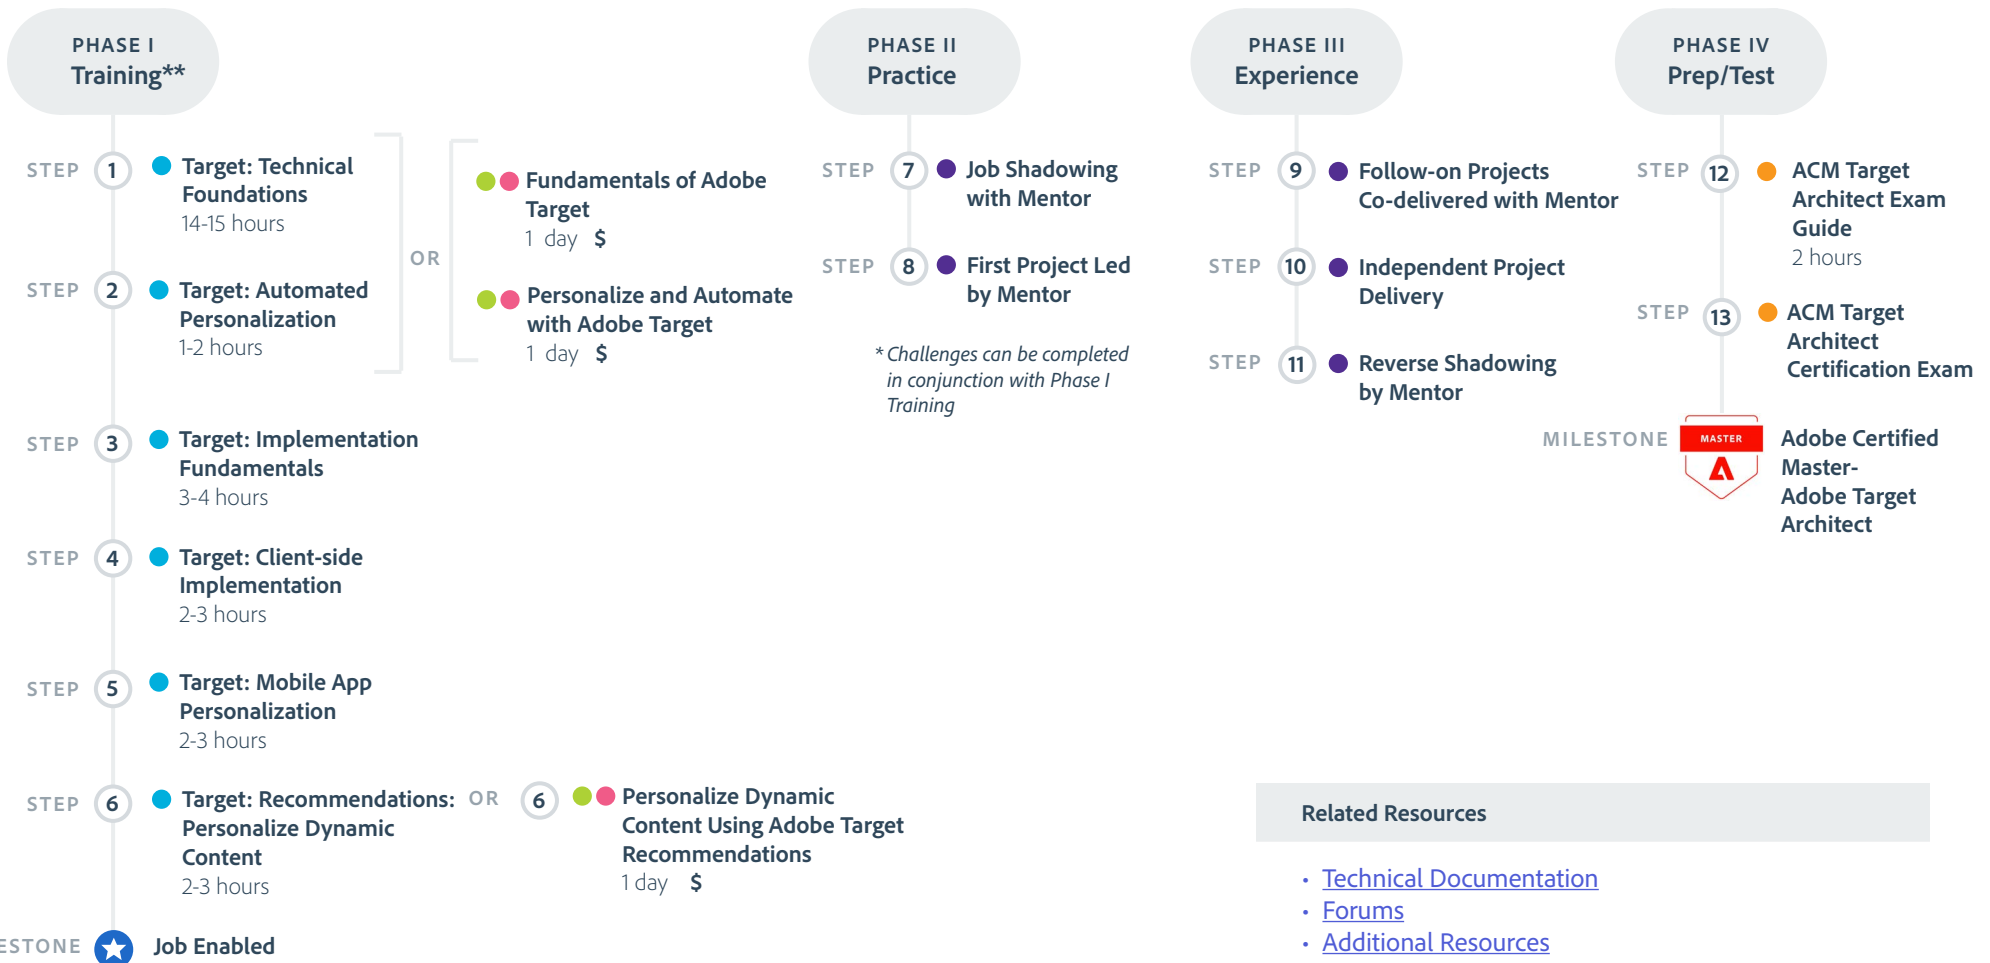 PHASE I
Training**
STEP 1 Target: Technical
Foundations
14-15 hours
STEP 2 Target: Automated
Personalization
1-2 hours
OR
Fundamentals of Adobe
Target
1 day $
Personalize and Automate
with Adobe Target
1 day $
STEP 3 Target: Implementation
Fundamentals
3-4 hours
STEP 4 Target: Client-side
Implementation
2-3 hours
STEP 5 Target: Mobile App
Personalization
2-3 hours
STEP 6 Target: Recommendations:
Personalize Dynamic
Content
2-3 hours
OR
6 Personalize Dynamic
Content Using Adobe Target
Recommendations
1 day $
ESTONE Job Enabled
PHASE II
Practice
STEP 7 Job Shadowing
with Mentor
STEP 8 First Project Led
by Mentor
* Challenges can be completed
in conjunction with Phase I
Training
PHASE III
Experience
STEP 9 Follow-on Projects
Co-delivered with Mentor
STEP 10 Independent Project
Delivery
STEP 11 Reverse Shadowing
by Mentor
PHASE IV
Prep/Test
STEP 12 ACM Target
Architect Exam
Guide
2 hours
STEP 13 ACM Target
Architect
Certification Exam
MILESTONE
MASTER
Adobe Certified
Master-
Adobe Target
Architect
Related Resources
• Technical Documentation
• Forums
• Additional Resources